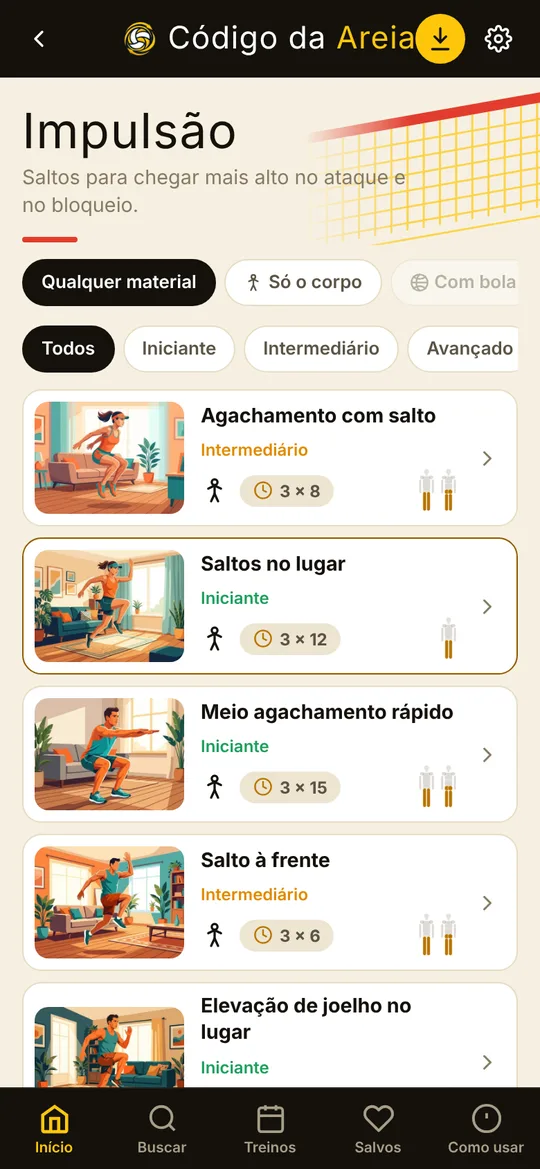 Código da Areia
Impulsão
Saltos para chegar mais alto no ataque e
no bloqueio.
Qualquer material
Só o corpo
Com bola
Todos
Iniciante
Intermediário
Avançado
Agachamento com salto
Intermediário
3 × 8
Saltos no lugar
Iniciante
3 × 12
Meio agachamento rápido
Iniciante
3 × 15
Salto à frente
Intermediário
3 × 6
Elevação de joelho no
lugar
Iniciante
Início
Buscar
Treinos
Salvos
Como usar